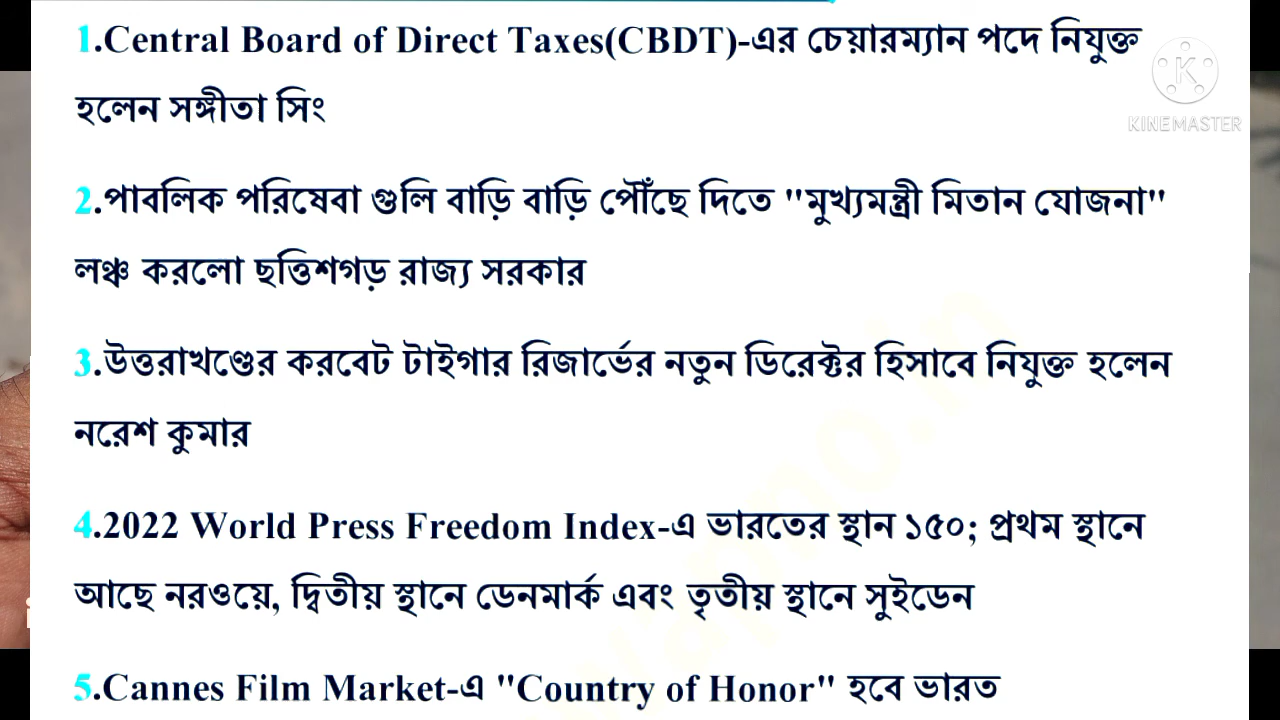 1.Central Board of Direct Taxes(CBDT)-এর চেয়ারম্যান পদে নিযুক্ত
হলেন সঙ্গীতা সিং
KINEMASTER
2.পাবলিক পরিষেবা গুলি বাড়ি বাড়ি পৌঁছে দিতে "মুখ্যমন্ত্রী মিতান যোজনা"
লঞ্চ করলো ছত্তিশগড় রাজ্য সরকার
3.উত্তরাখণ্ডের করবেট টাইগার রিজার্ভের নতুন ডিরেক্টর হিসাবে নিযুক্ত হলেন
নরেশ কুমার
4.2022 World Press Freedom Index-এ ভারতের স্থান ১৫০; প্রথম স্থানে
আছে নরওয়ে, দ্বিতীয় স্থানে ডেনমার্ক এবং তৃতীয় স্থানে সুইডেন
5.Cannes Film Market-এ "Country of Honor" হবে ভারত